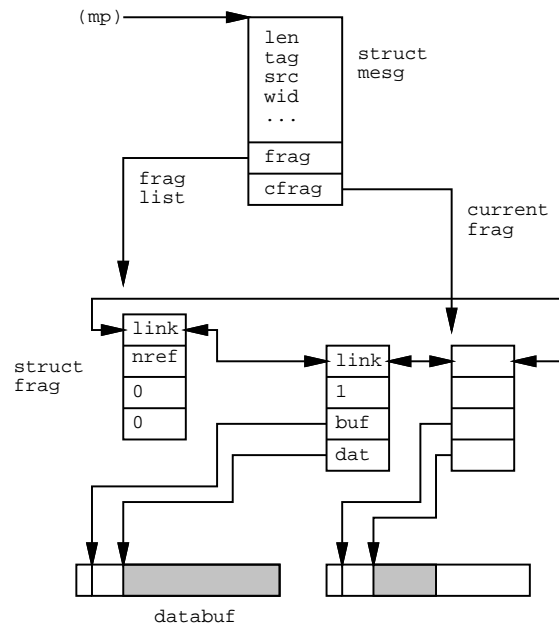 (mp)
len
tag
src
wid
...
struct
mesg
frag
cfrag
frag
list
current
frag
struct
frag
link
nref
0
0
link
1
buf
dat
databuf